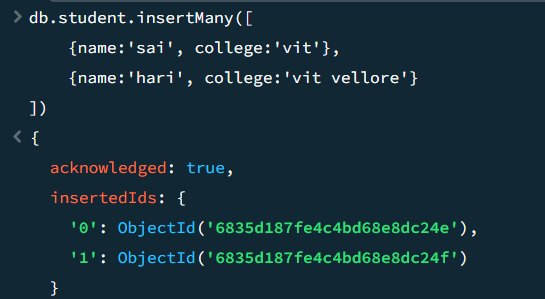 > db.student.insertMany([
{name:'sai', college:'vit'},
{name:'hari', college:'vit vellore'}
])
< {
acknowledged: true,
insertedIds: {
'0': ObjectId('6835d187fe4c4bd68e8dc24e'),
'1': ObjectId('6835d187fe4c4bd68e8dc24f')
}